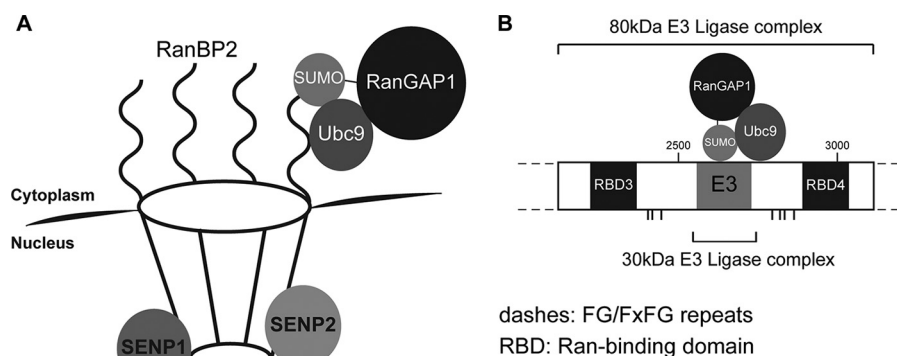 A
RanBP2
SUMO
RanGAP1
Ubc9
Cytoplasm
Nucleus
SENP1
SENP2
B
80kDa E3 Ligase complex
RanGAP1
Ubc9
SUMO
2500
3000
RBD3
E3
RBD4
30kDa E3 Ligase complex
dashes: FG/FxFG repeats
RBD: Ran-binding domain